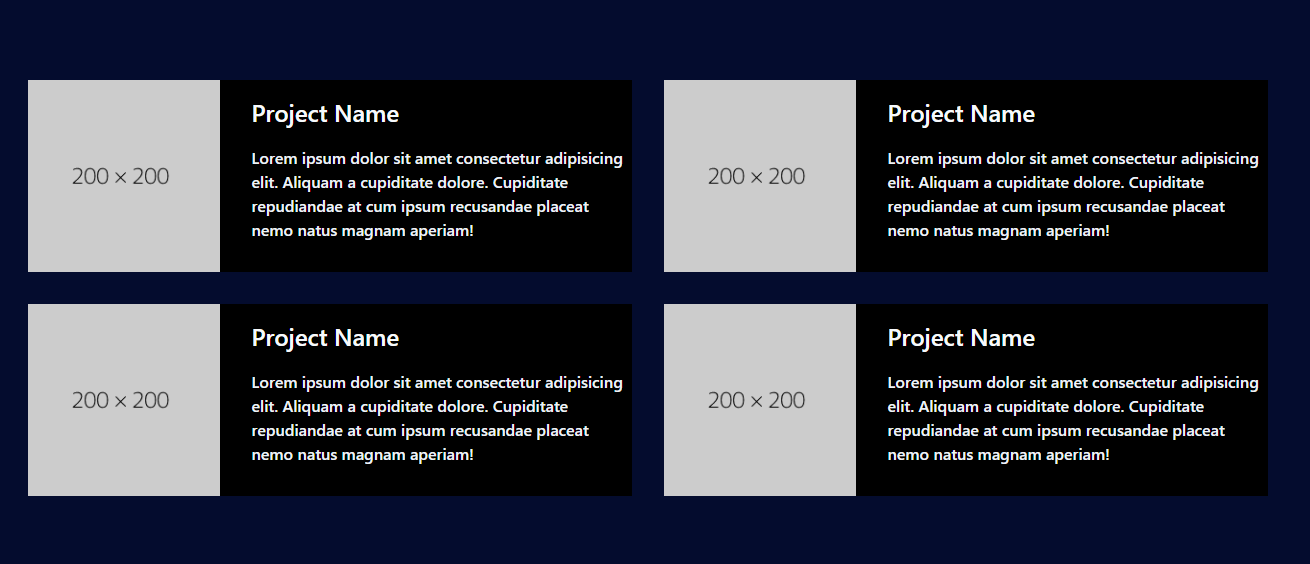 200 × 200
Project Name
Lorem ipsum dolor sit amet consectetur adipisicing
elit. Aliquam a cupiditate dolore. Cupiditate
repudiandae at cum ipsum recusandae placeat
nemo natus magnam aperiam!
200 × 200
Project Name
Lorem ipsum dolor sit amet consectetur adipisicing
elit. Aliquam a cupiditate dolore. Cupiditate
repudiandae at cum ipsum recusandae placeat
nemo natus magnam aperiam!
200 × 200
Project Name
Lorem ipsum dolor sit amet consectetur adipisicing
elit. Aliquam a cupiditate dolore. Cupiditate
repudiandae at cum ipsum recusandae placeat
nemo natus magnam aperiam!
200 × 200
Project Name
Lorem ipsum dolor sit amet consectetur adipisicing
elit. Aliquam a cupiditate dolore. Cupiditate
repudiandae at cum ipsum recusandae placeat
nemo natus magnam aperiam!